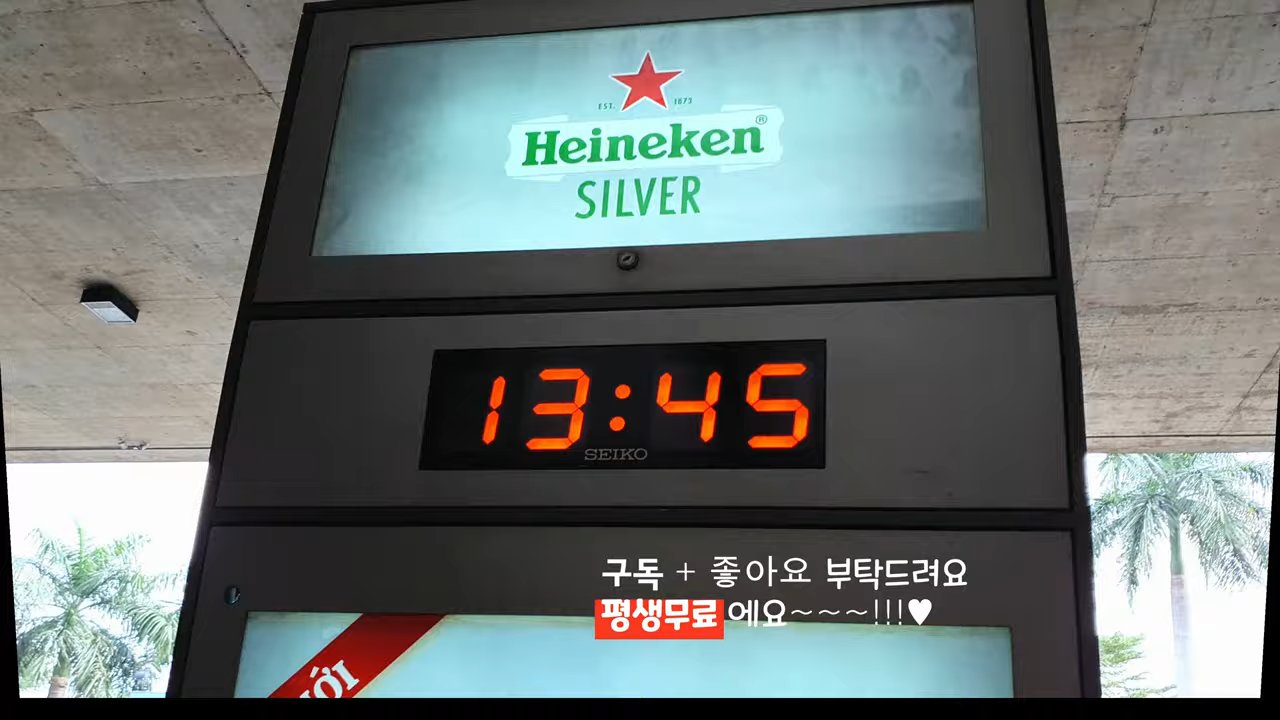 EST. 1873
Heineken®
SILVER
13:45
SEIKO
구독 + 좋아요 부탁드려요
평생무료에요~~~!!!♥